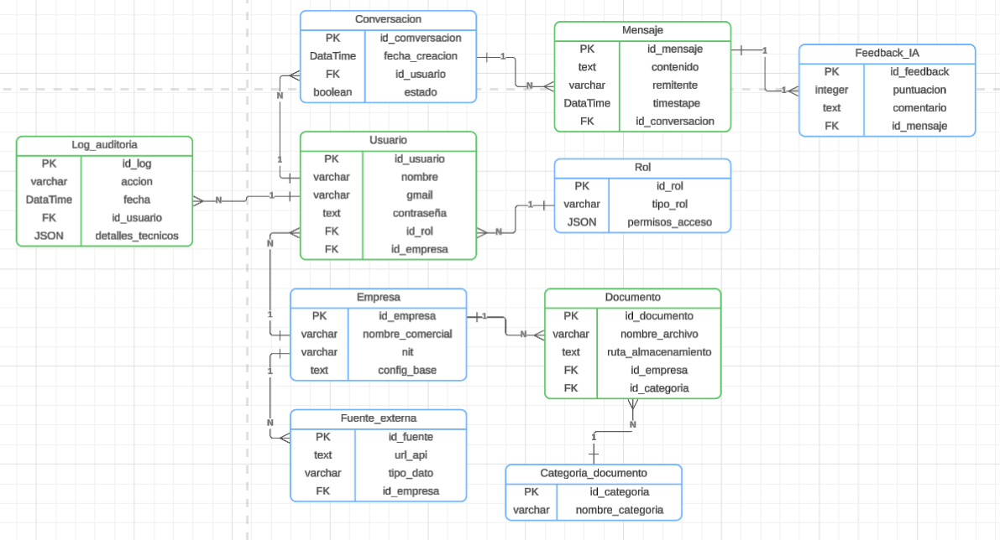 Conversacion
PK id_comversacion
DataTime fecha_creacion
FK id_usuario
boolean estado
1
N
Mensaje
PK id_mensaje
text contenido
varchar remitente
DataTime timestape
FK id_conversacion
1
1
Feedback_IA
PK id_feedback
integer puntuacion
text comentario
FK id_mensaje
N
1
Log_auditoria
PK id_log
varchar accion
DataTime fecha
FK id_usuario
JSON detalles_tecnicos
N
1
Usuario
PK id_usuario
varchar nombre
varchar gmail
text contraseña
FK id_rol
FK id_empresa
N
1
Rol
PK id_rol
varchar tipo_rol
JSON permisos_acceso
N
1
Empresa
PK id_empresa
varchar nombre_comercial
varchar nit
text config_base
1
N
Documento
PK id_documento
varchar nombre_archivo
text ruta_almacenamiento
FK id_empresa
FK id_categoria
1
N
Fuente_externa
PK id_fuente
text url_api
varchar tipo_dato
FK id_empresa
N
1
Categoria_documento
PK id_categoria
varchar nombre_categoria